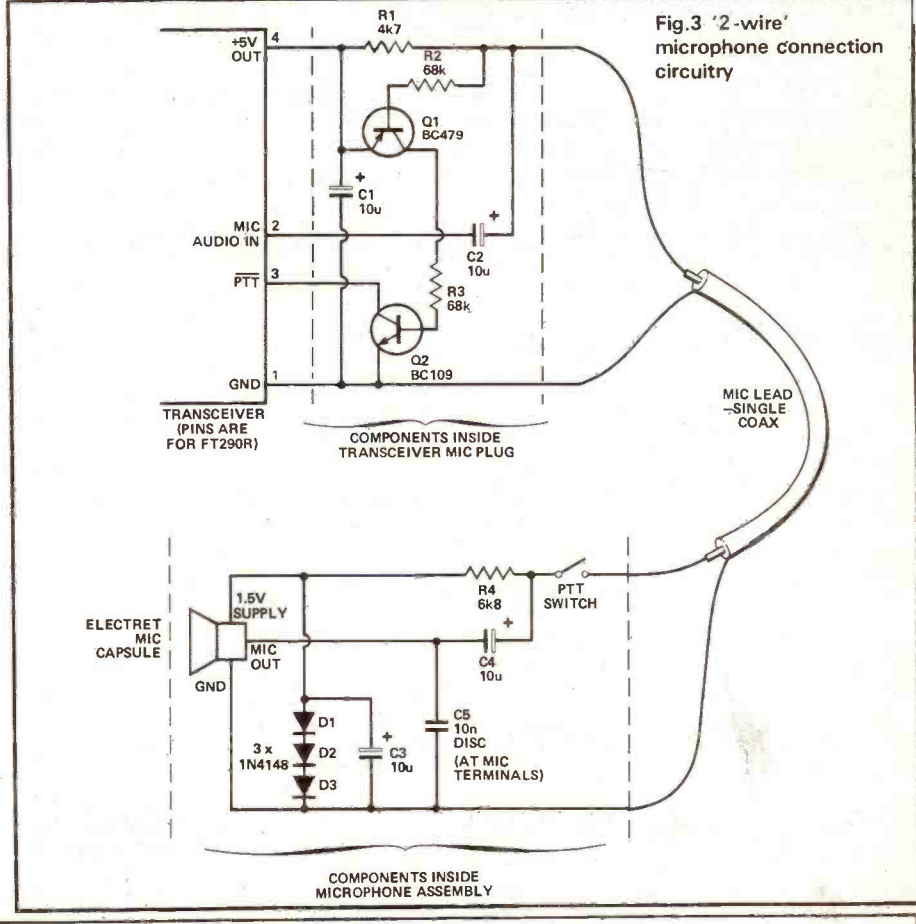 Fig.3 '2-wire'
microphone connection
circuitry
R1
4k7
+5V
OUT
4
R2
68k
Q1
BC479
+
C1
10u
MIC
AUDIO IN
2
+
C2
10u
PTT
3
R3
68k
Q2
BC109
GND
1
TRANSCEIVER
(PINS ARE
FOR FT290R)
COMPONENTS INSIDE
TRANSCEIVER MIC PLUG
MIC LEAD
–SINGLE
COAX
ELECTRET
MIC
CAPSULE
1.5V
SUPPLY
MIC
OUT
GND
R4
6k8
PTT
SWITCH
+
C4
10u
3 x
1N4148
D1
D2
D3
+
C3
10u
C5
10n
DISC
(AT MIC
TERMINALS)
COMPONENTS INSIDE
MICROPHONE ASSEMBLY